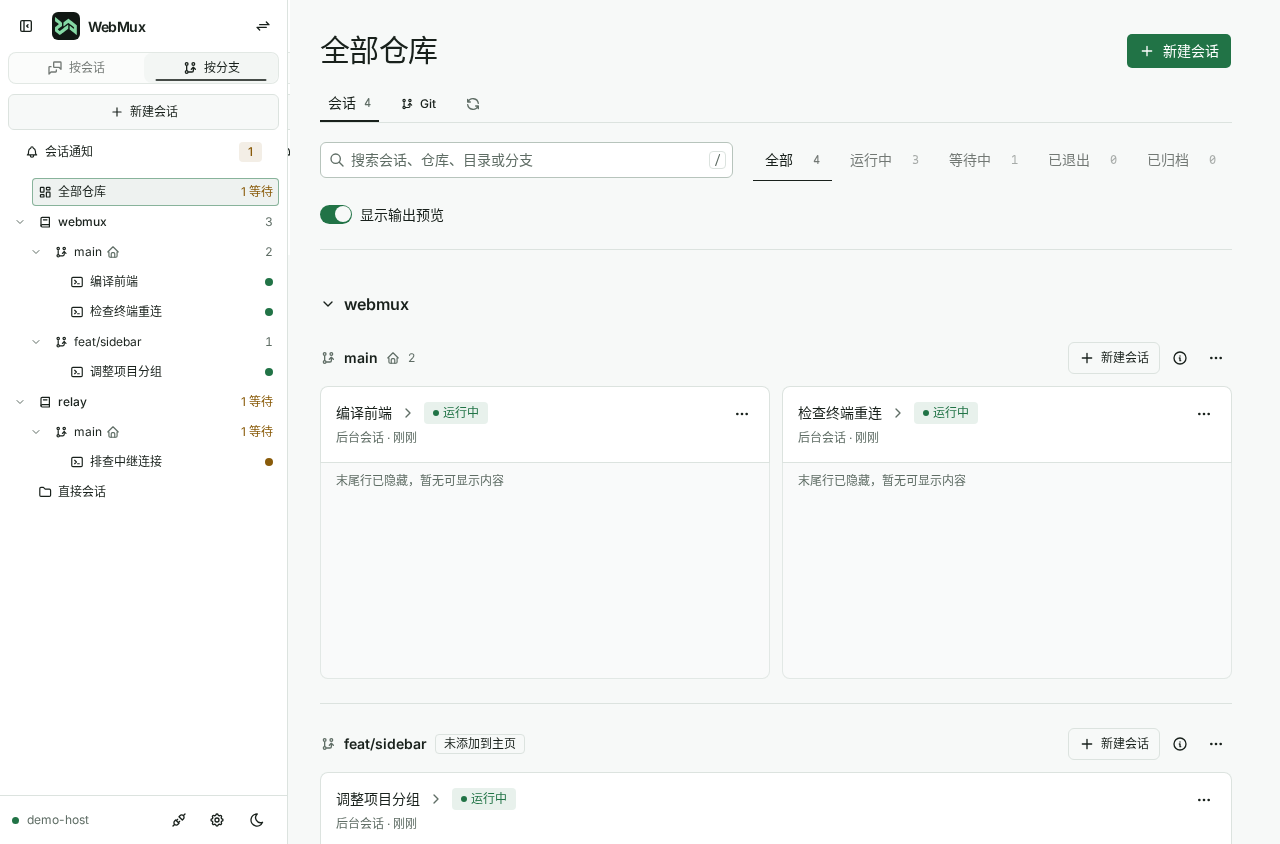 WebMux
按会话 按分支
新建会话
会话通知 1
全部仓库 1 等待
webmux 3
main 2
编译前端
检查终端重连
feat/sidebar 1
调整项目分组
relay 1 等待
main 1 等待
排查中继连接
直接会话
demo-host
全部仓库
新建会话
会话 4 Git
搜索会话、仓库、目录或分支 /
全部 4 运行中 3 等待中 1 已退出 0 已归档 0
显示输出预览
webmux
main 2 新建会话
编译前端 运行中
后台会话 · 刚刚
末尾行已隐藏，暂无可显示内容
检查终端重连 运行中
后台会话 · 刚刚
末尾行已隐藏，暂无可显示内容
feat/sidebar 未添加到主页 新建会话
调整项目分组 运行中
后台会话 · 刚刚